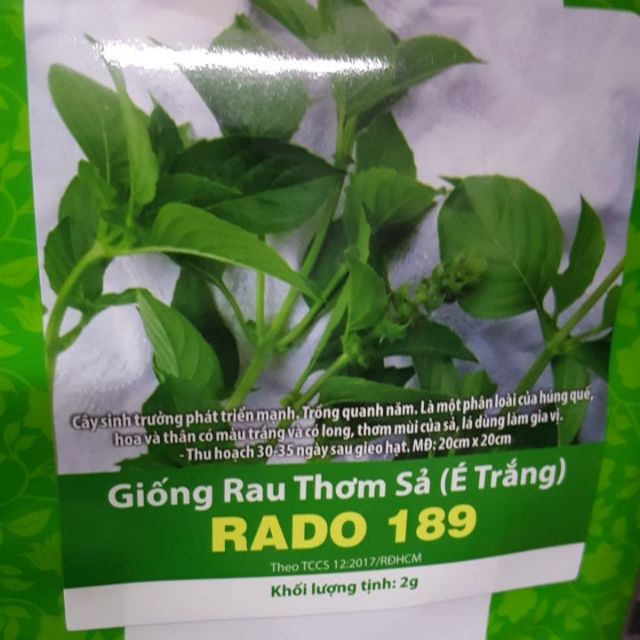 Cây sinh trưởng phát triển mạnh. Trồng quanh năm. Là một phân loài của húng quế,
hoa và thân có màu trắng và có long, thơm mùi của sả, lá dùng làm gia vị.
- Thu hoạch 30-35 ngày sau gieo hạt. MĐ: 20cm x 20cm
Giống Rau Thơm Sả (É Trắng)
RADO 189
Theo TCCS 12:2017/RĐHCM
Khối lượng tịnh: 2g